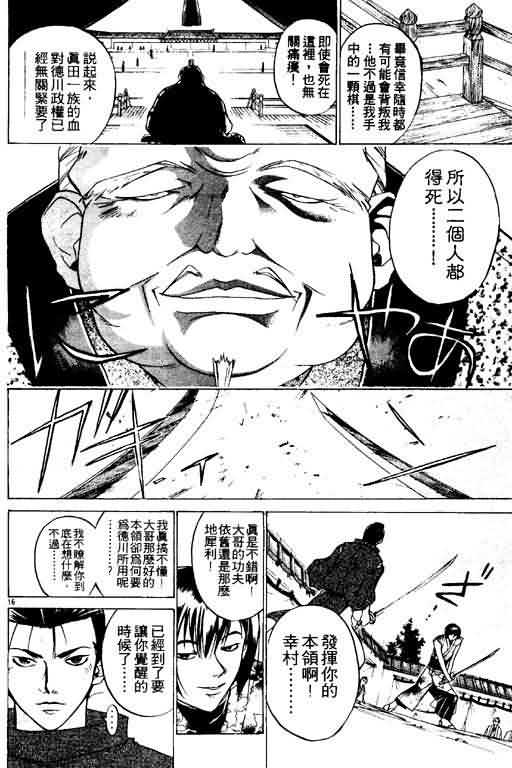 畢竟信幸隨時都
有可能會背叛我
…他不過是我手
中的一顆棋……
即使會死在
這裡，也無
關痛癢！
說起來，
真田一族的血
對德川政權已
經無關緊要了
所以二個人都
得死………！
發揮你的
本領啊！
幸村！
真是不錯啊！
大哥的功夫
依舊還是那麼
地犀利！
我真搞不懂！
大哥那麼好的
本領卻為何要
為德川所用呢
………？
我不瞭解你到
底在想什麼，
不過……
已經到了要
讓你覺醒的
時候了……
……
16